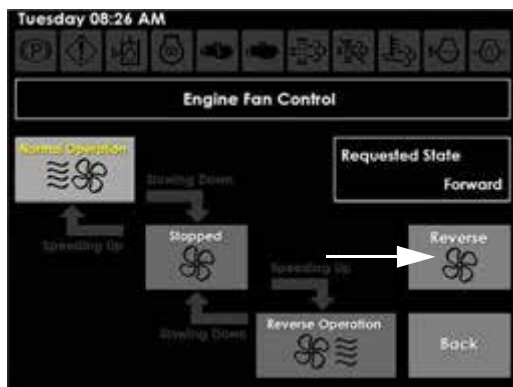 Tuesday 08:26 AM
Engine Fan Control
Normal Operation
Requested State
Forward
Slowing Down
Speeding Up
Stopped
Reverse
Speeding Up
Slowing Down
Reverse Operation
Back